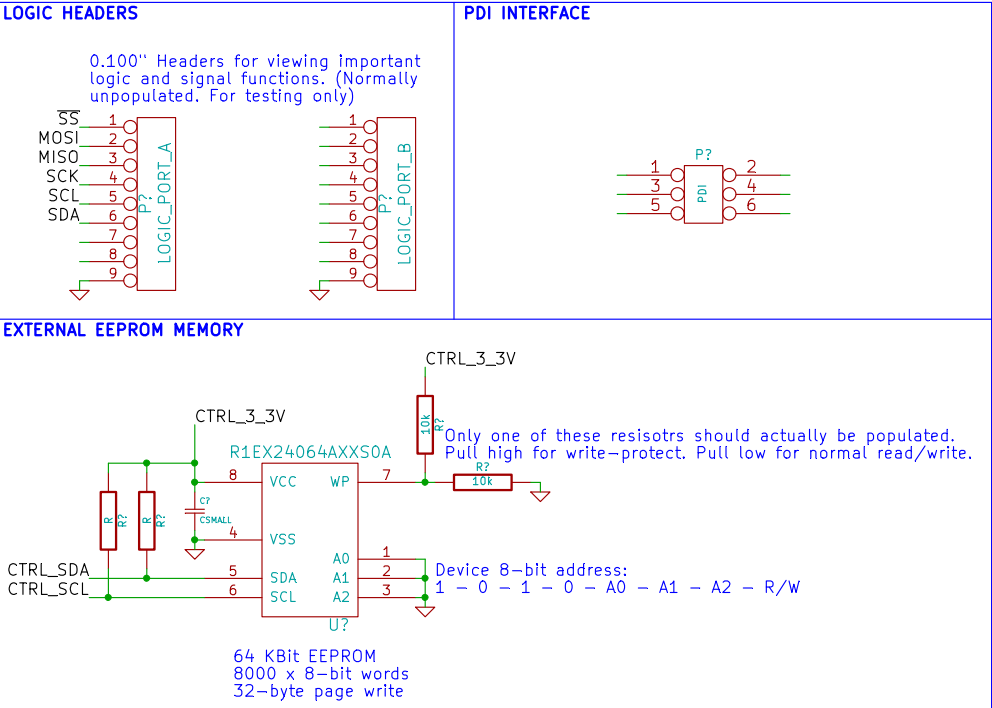 LOGIC HEADERS
0.100" Headers for viewing important
logic and signal functions. (Normally
unpopulated. For testing only)
SS 1
MOSI 2
MISO 3
SCK 4
SCL 5
SDA 6
7
8
9
P?
LOGIC_PORT_A
1
2
3
4
5
6
7
8
9
P?
LOGIC_PORT_B
PDI INTERFACE
P?
1 2
3 4
5 6
PDI
EXTERNAL EEPROM MEMORY
CTRL_3_3V
10k
R?
Only one of these resisotrs should actually be populated.
Pull high for write-protect. Pull low for normal read/write.
R?
10k
CTRL_3_3V
R1EX24064AXXS0A
8 VCC WP 7
C?
CSMALL
R
R?
R
R?
4 VSS
A0 1
CTRL_SDA 5 SDA A1 2
CTRL_SCL 6 SCL A2 3
Device 8-bit address:
1 - 0 - 1 - 0 - A0 - A1 - A2 - R/W
U?
64 KBit EEPROM
8000 x 8-bit words
32-byte page write